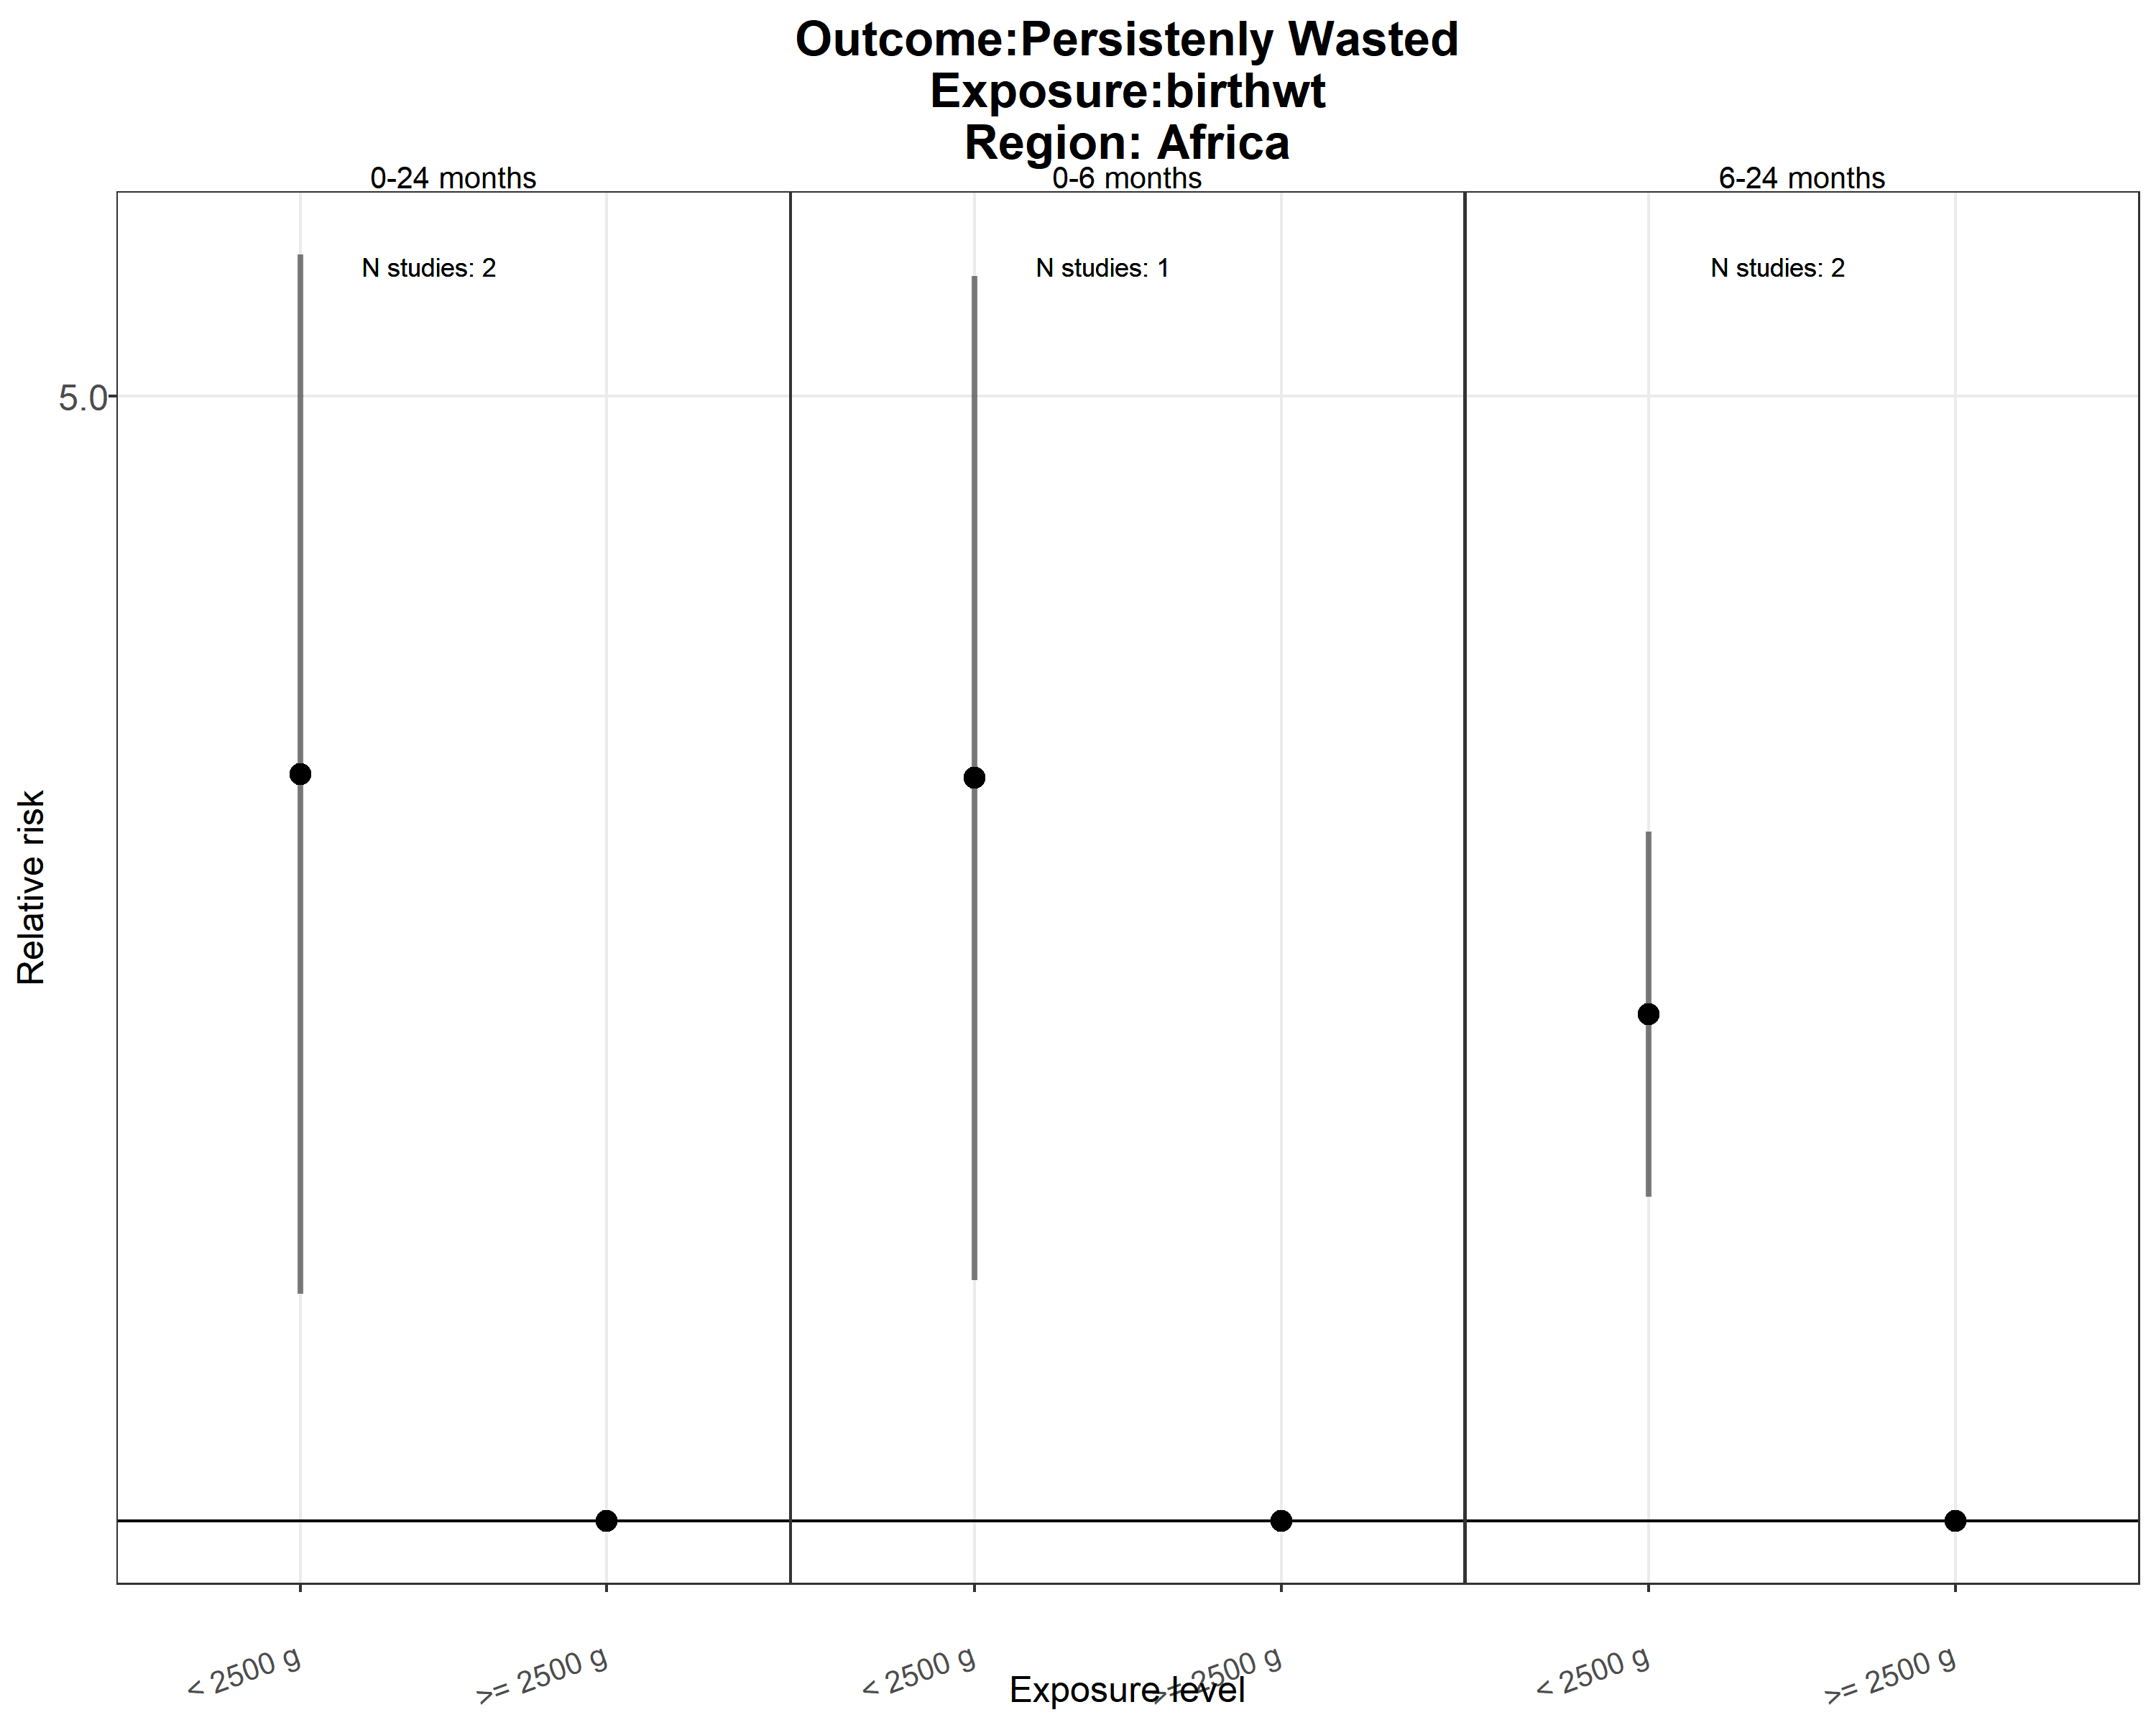 Outcome:Persistenly Wasted
Exposure:birthwt
Region: Africa
0-24 months
0-6 months
6-24 months
N studies: 2
N studies: 1
N studies: 2
5.0
Relative risk
< 2500 g
>= 2500 g
< 2500 g
>= 2500 g
< 2500 g
>= 2500 g
Exposure level